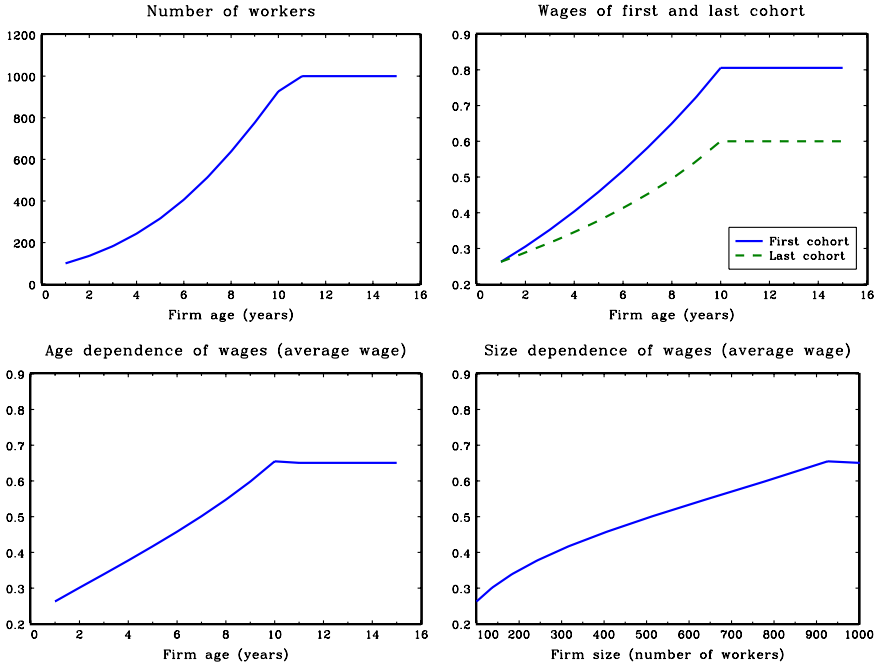 Number of workers
1200
1000
800
600
400
200
0
0 2 4 6 8 10 12 14 16
Firm age (years)
Wages of first and last cohort
0.9
0.8
0.7
0.6
0.5
0.4
0.3
0.2
First cohort
Last cohort
0 2 4 6 8 10 12 14 16
Firm age (years)
Age dependence of wages (average wage)
0.9
0.8
0.7
0.6
0.5
0.4
0.3
0.2
0 2 4 6 8 10 12 14 16
Firm age (years)
Size dependence of wages (average wage)
0.9
0.8
0.7
0.6
0.5
0.4
0.3
0.2
100 200 300 400 500 600 700 800 900 1000
Firm size (number of workers)